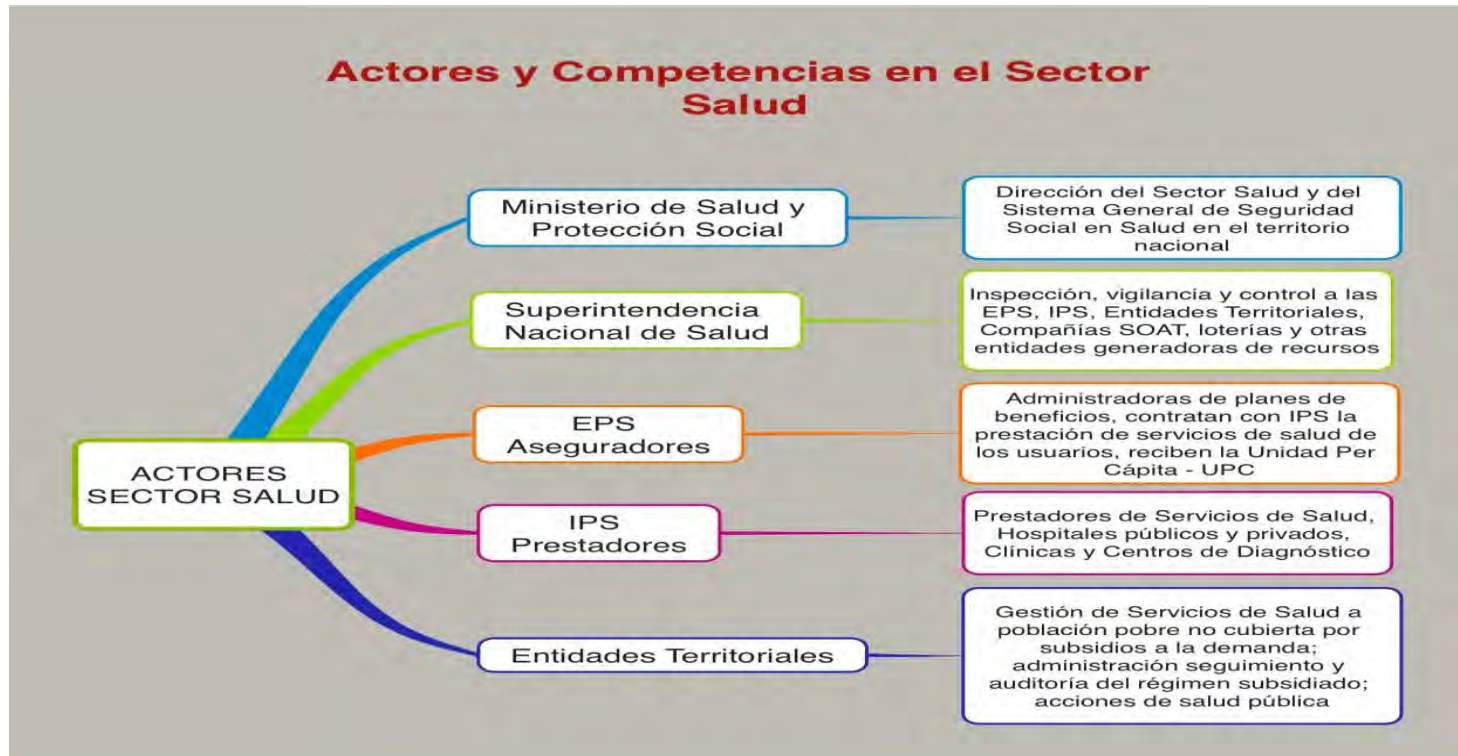 Actores y Competencias en el Sector
Salud
ACTORES
SECTOR SALUD
Ministerio de Salud y
Protección Social
Dirección del Sector Salud y del
Sistema General de Seguridad
Social en Salud en el territorio
nacional
Superintendencia
Nacional de Salud
Inspección, vigilancia y control a las
EPS, IPS, Entidades Territoriales,
Compañías SOAT, loterías y otras
entidades generadoras de recursos
EPS
Aseguradores
Administradoras de planes de
beneficios, contratan con IPS la
prestación de servicios de salud de
los usuarios, reciben la Unidad Per
Cápita - UPC
IPS
Prestadores
Prestadores de Servicios de Salud,
Hospitales públicos y privados,
Clínicas y Centros de Diagnóstico
Entidades Territoriales
Gestión de Servicios de Salud a
población pobre no cubierta por
subsidios a la demanda;
administración seguimiento y
auditoría del régimen subsidiado;
acciones de salud pública